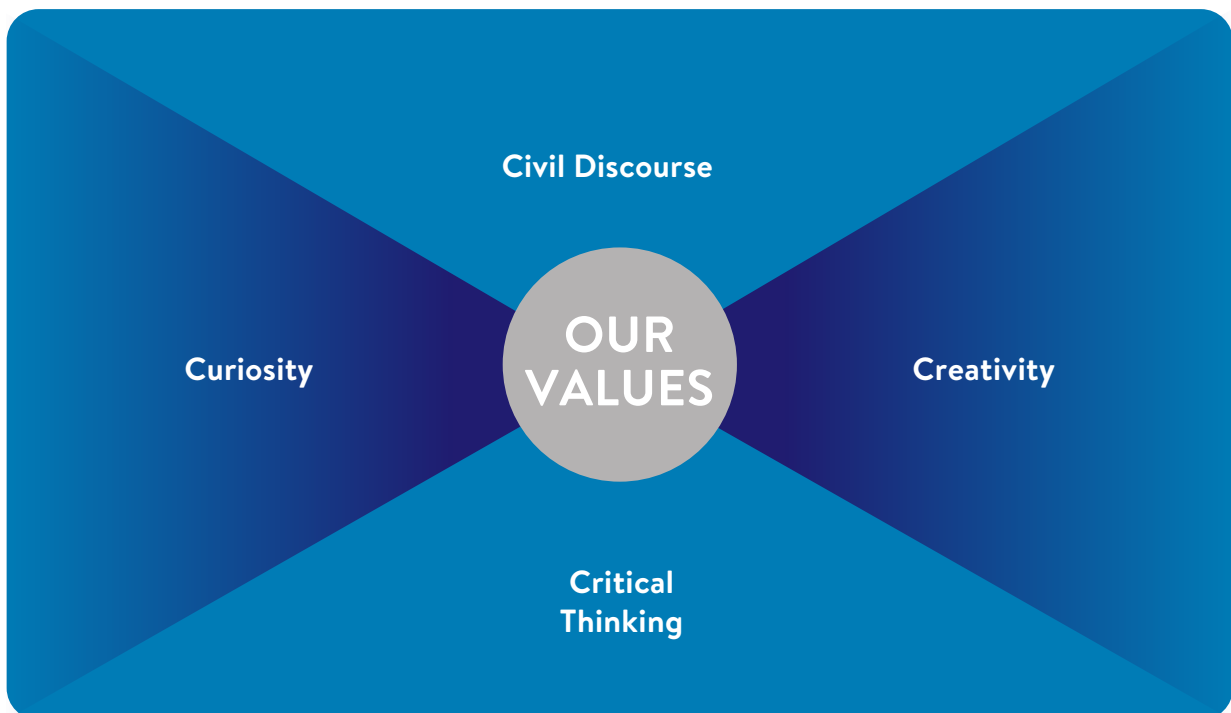 Civil Discourse
Curiosity
OUR
VALUES
Creativity
Critical
Thinking